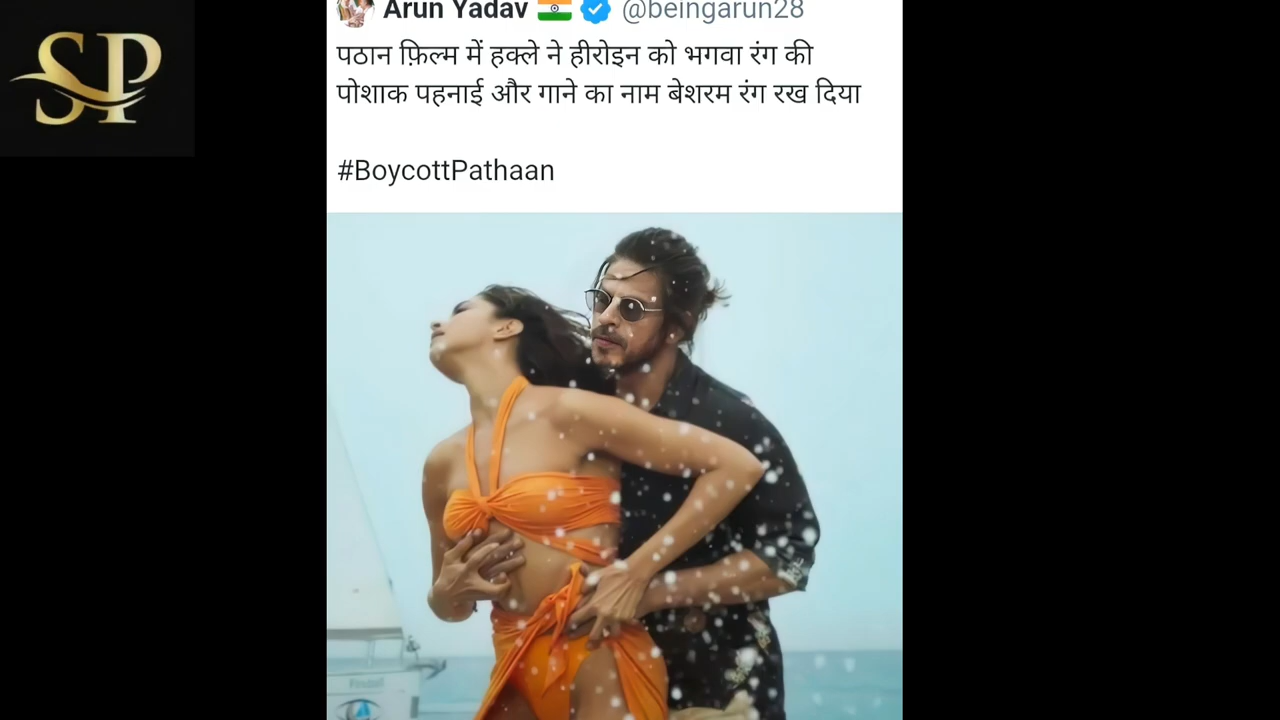 SP
Arun Yadav 🇮🇳 @beingarun28
पठान फ़िल्म में हक्ले ने हीरोइन को भगवा रंग की
पोशाक पहनाई और गाने का नाम बेशरम रंग रख दिया
#BoycottPathaan